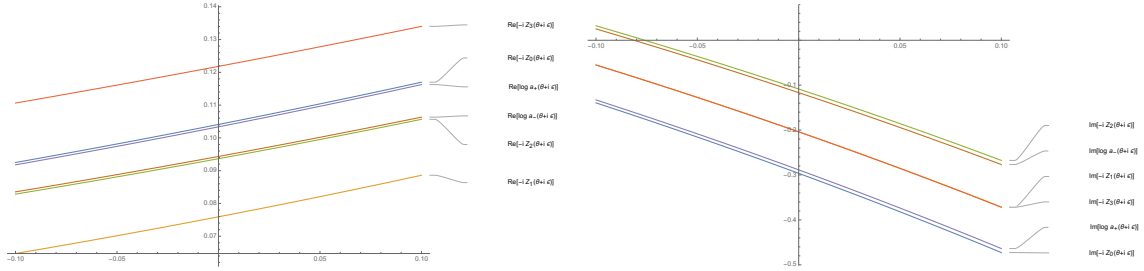 0.14
0.13
0.12
0.11
0.10
0.09
0.08
0.07
-0.10
-0.05
0.05
0.10
Re[-i Z₃(θ+i ϵ)]
Re[-i Z₀(θ+i ϵ)]
Re[log a₊(θ+i ϵ)]
Re[log a₋(θ+i ϵ)]
Re[-i Z₂(θ+i ϵ)]
Re[-i Z₁(θ+i ϵ)]
-0.10
-0.05
0.05
0.10
-0.1
-0.2
-0.3
-0.4
-0.5
Im[-i Z₂(θ+i ϵ)]
Im[log a₋(θ+i ϵ)]
Im[-i Z₁(θ+i ϵ)]
Im[-i Z₃(θ+i ϵ)]
Im[log a₊(θ+i ϵ)]
Im[-i Z₀(θ+i ϵ)]